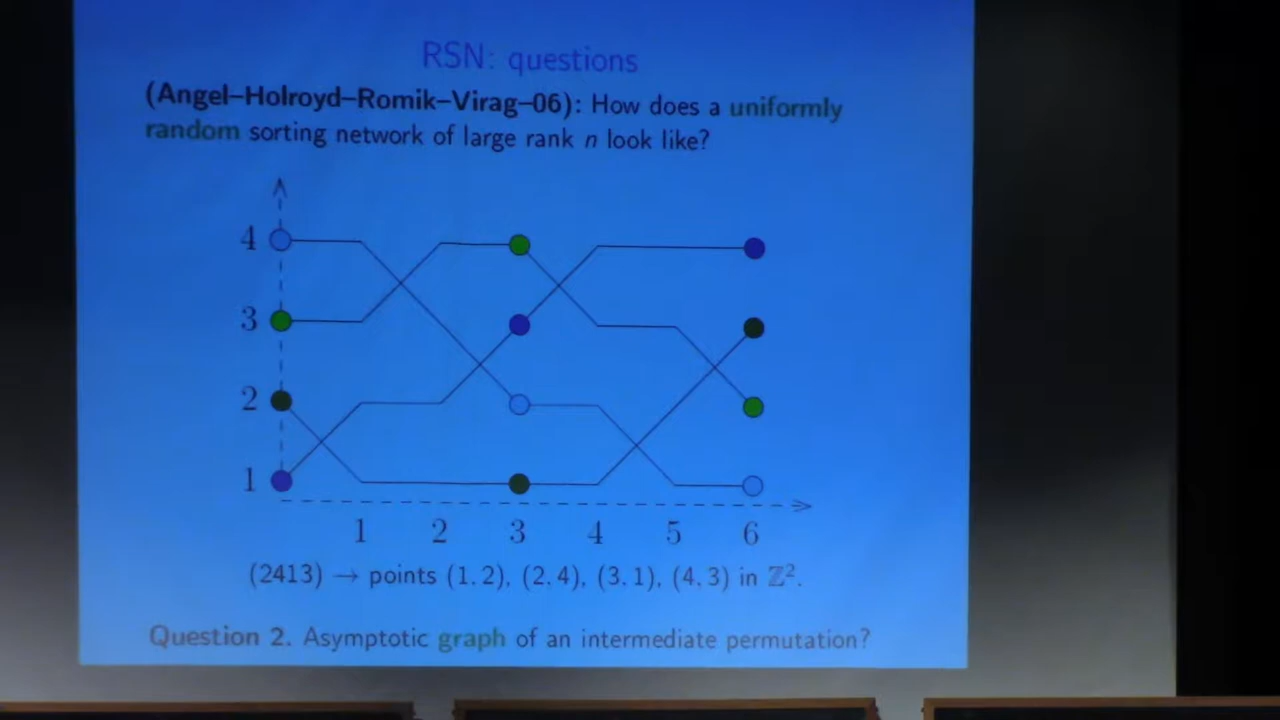 RSN: questions
(Angel–Holroyd–Romik–Virag–06): How does a uniformly
random sorting network of large rank n look like?
4
3
2
1
1 2 3 4 5 6
(2413) → points (1, 2), (2, 4), (3, 1), (4, 3) in ℤ².
Question 2. Asymptotic graph of an intermediate permutation?